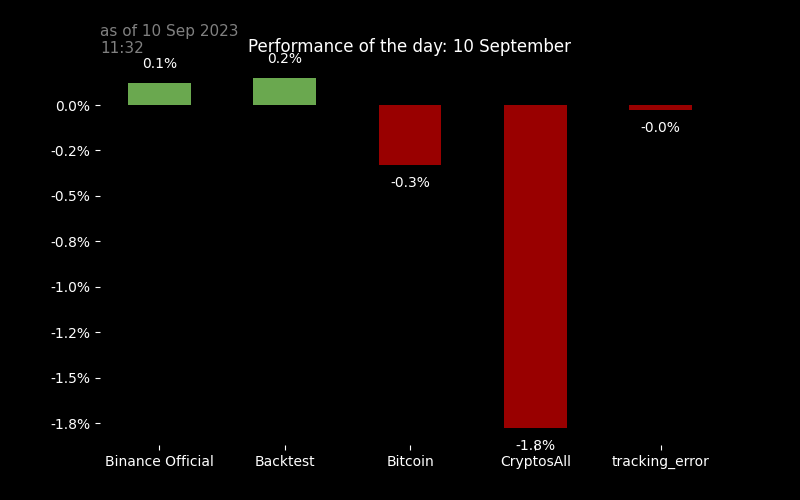 as of 10 Sep 2023
11:32
Performance of the day: 10 September
0.1%
0.2%
0.0%
-0.0%
-0.2%
-0.3%
-0.5%
-0.8%
-1.0%
-1.2%
-1.5%
-1.8%
-1.8%
Binance Official
Backtest
Bitcoin
CryptosAll
tracking_error